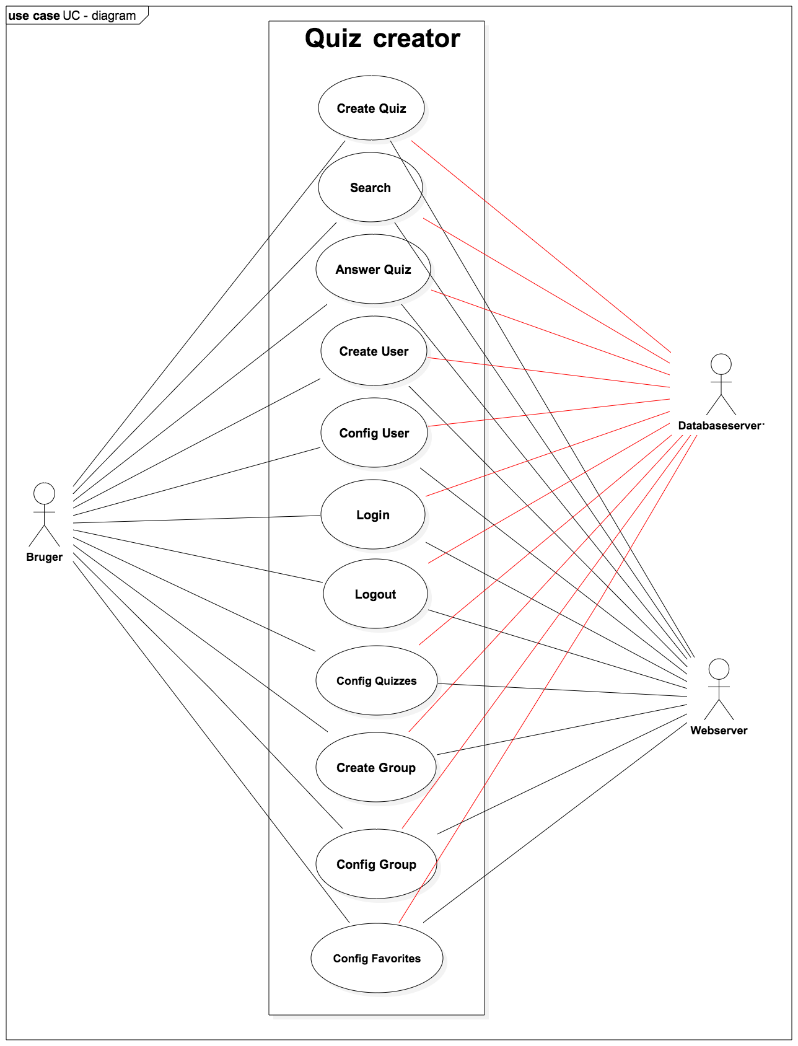 use case UC - diagram
Quiz creator
Create Quiz
Search
Answer Quiz
Create User
Databaseserver
Config User
Login
Bruger
Logout
Config Quizzes
Webserver
Create Group
Config Group
Config Favorites